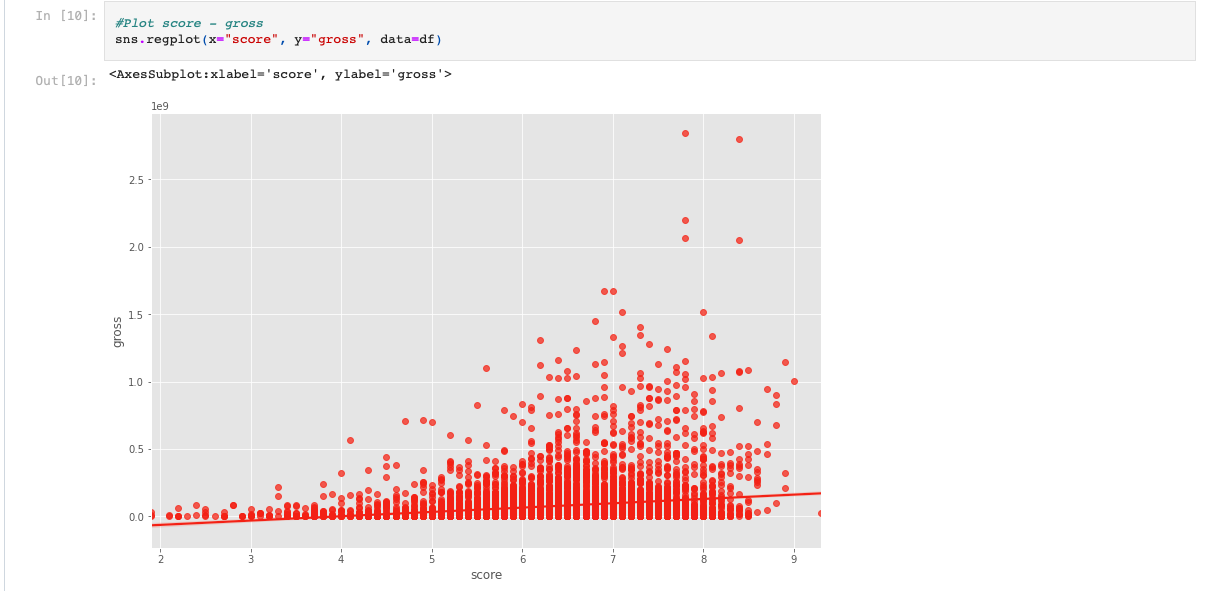 In [10]:
#Plot score - gross
sns.regplot(x="score", y="gross", data=df)
Out[10]:
<AxesSubplot:xlabel='score', ylabel='gross'>
1e9
2.5
2.0
1.5
1.0
0.5
0.0
gross
2 3 4 5 6 7 8 9
score